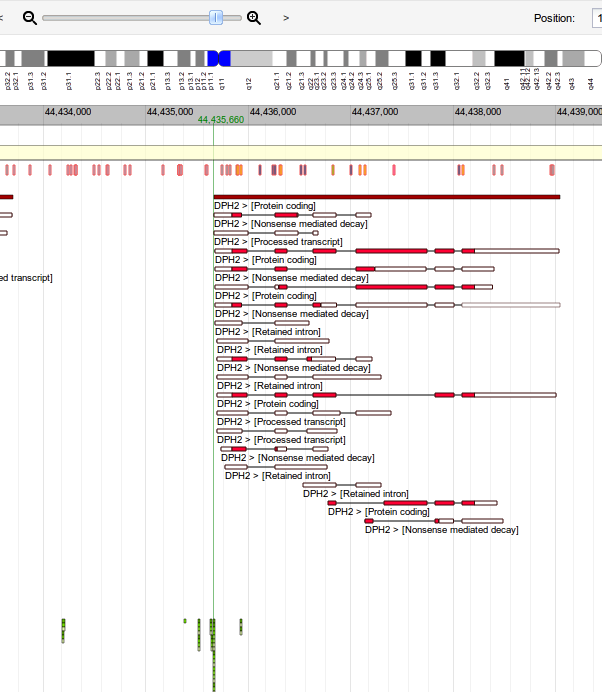 >
Position: 1
p32.2 p32.1 p31.3 p31.2 p31.1 p22.3 p22.2 p22.1 p21.3 p21.2 p21.1 p13.3 p13.2 p13.1 p12 p11.2 q11 q12 q21.1 q21.2 q21.3 q22 q23.1 q23.2 q23.3 q24.1 q24.2 q24.3 q25.1 q25.2 q25.3 q31.1 q31.2 q31.3 q32.1 q32.2 q32.3 q41 q42.11 q42.12 q42.13 q42.2 q42.3 q43 q44
44,434,000 44,435,000 44,436,000 44,437,000 44,438,000 44,439,000
44,435,660
DPH2 > [Protein coding]
DPH2 > [Nonsense mediated decay]
DPH2 > [Processed transcript]
DPH2 > [Protein coding]
ed transcript] DPH2 > [Nonsense mediated decay]
DPH2 > [Protein coding]
DPH2 > [Nonsense mediated decay]
DPH2 > [Retained intron]
DPH2 > [Retained intron]
DPH2 > [Nonsense mediated decay]
DPH2 > [Retained intron]
DPH2 > [Protein coding]
DPH2 > [Processed transcript]
DPH2 > [Processed transcript]
DPH2 > [Nonsense mediated decay]
DPH2 > [Retained intron]
DPH2 > [Retained intron]
DPH2 > [Protein coding]
DPH2 > [Nonsense mediated decay]